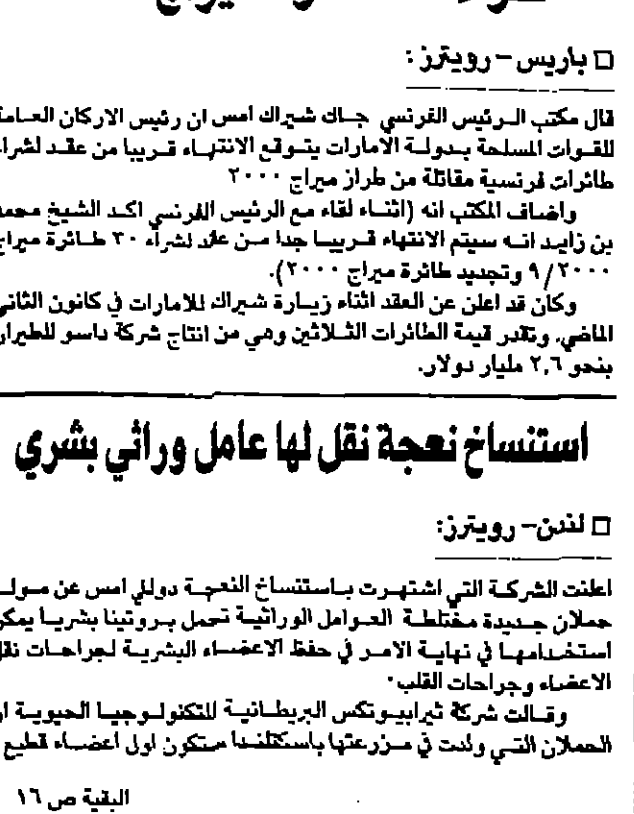 □ باريس - رويترز:
قال مكتب الرئيس الفرنسي جاك شيراك امس ان رئيس الاركان العامة
للقوات المسلحة بدولة الامارات يتوقع الانتهاء قريبا من عقد لشراء
طائرات فرنسية مقاتلة من طراز ميراج ٢٠٠٠
واضاف المكتب انه (اثناء لقاء مع الرئيس الفرنسي اكد الشيخ محمد
بن زايد انه سيتم الانتهاء قريبا جدا من عقد لشراء ٣٠ طائرة ميراج
٩/٢٠٠٠ وتجديد طائرة ميراج ٢٠٠٠).
وكان قد اعلن عن العقد اثناء زيارة شيراك للامارات في كانون الثاني
الماضي. وتقدر قيمة الطائرات الثلاثين وهي من انتاج شركة داسو للطيران
بنحو ٢,٦ مليار دولار.
استنساخ نعجة نقل لها عامل وراثي بشري
□ لندن - رويترز:
اعلنت الشركة التي اشتهرت باستنساخ النعجة دوللي امس عن مولد
حملان جديدة مختلطة العوامل الوراثية تحمل بروتينا بشريا يمكن
استخدامها في نهاية الامر في حفظ الاعضاء البشرية لجراحات نقل
الاعضاء وجراحات القلب.
وقالت شركة ثيرابيوتكس البريطانية للتكنولوجيا الحيوية ان
الحملان التي ولدت في مزرعتها باسكتلندا ستكون اول اعضاء قطيع
البقية ص ١٦